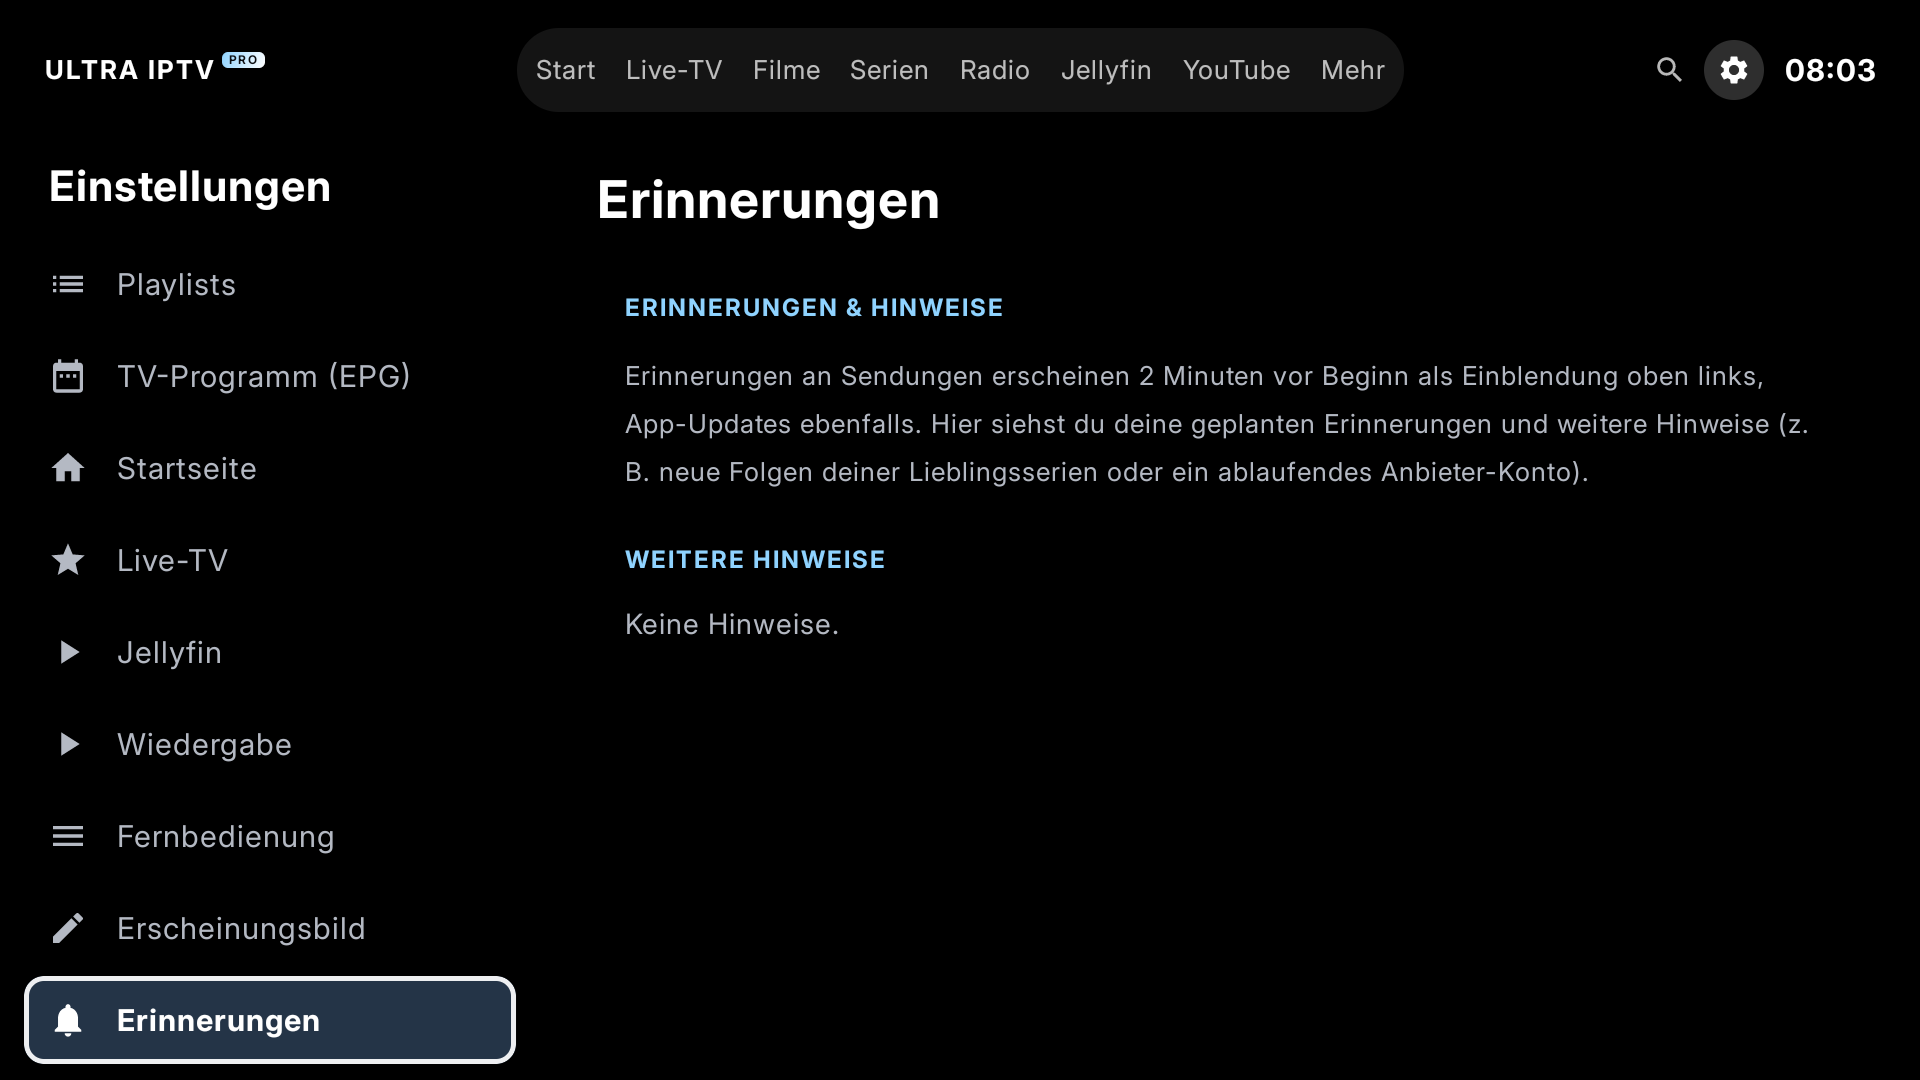 ULTRA IPTV PRO
Start Live-TV Filme Serien Radio Jellyfin YouTube Mehr
08:03
Einstellungen
Playlists
TV-Programm (EPG)
Startseite
Live-TV
Jellyfin
Wiedergabe
Fernbedienung
Erscheinungsbild
Erinnerungen
Erinnerungen
ERINNERUNGEN & HINWEISE
Erinnerungen an Sendungen erscheinen 2 Minuten vor Beginn als Einblendung oben links,
App-Updates ebenfalls. Hier siehst du deine geplanten Erinnerungen und weitere Hinweise (z.
B. neue Folgen deiner Lieblingsserien oder ein ablaufendes Anbieter-Konto).
WEITERE HINWEISE
Keine Hinweise.